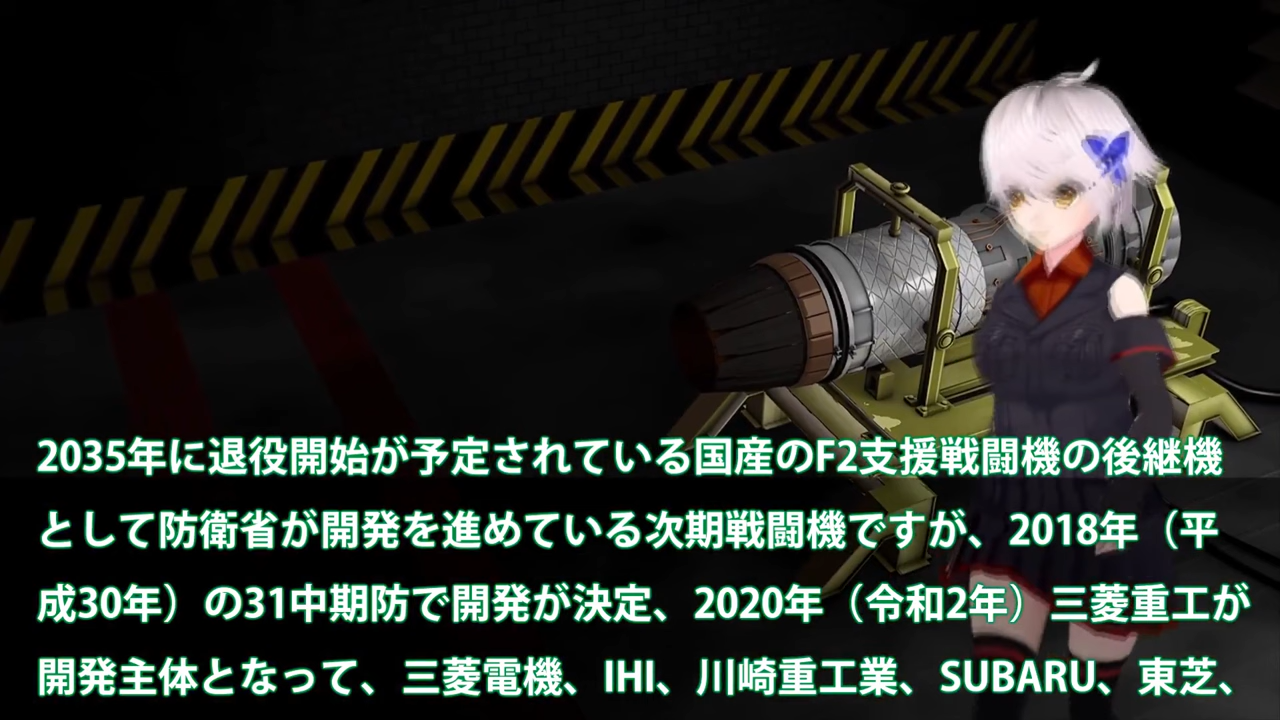 2035年に退役開始が予定されている国産のF2支援戦闘機の後継機
として防衛省が開発を進めている次期戦闘機ですが、2018年（平
成30年）の31中期防で開発が決定、2020年（令和2年）三菱重工が
開発主体となって、三菱電機、IHI、川崎重工業、SUBARU、東芝、